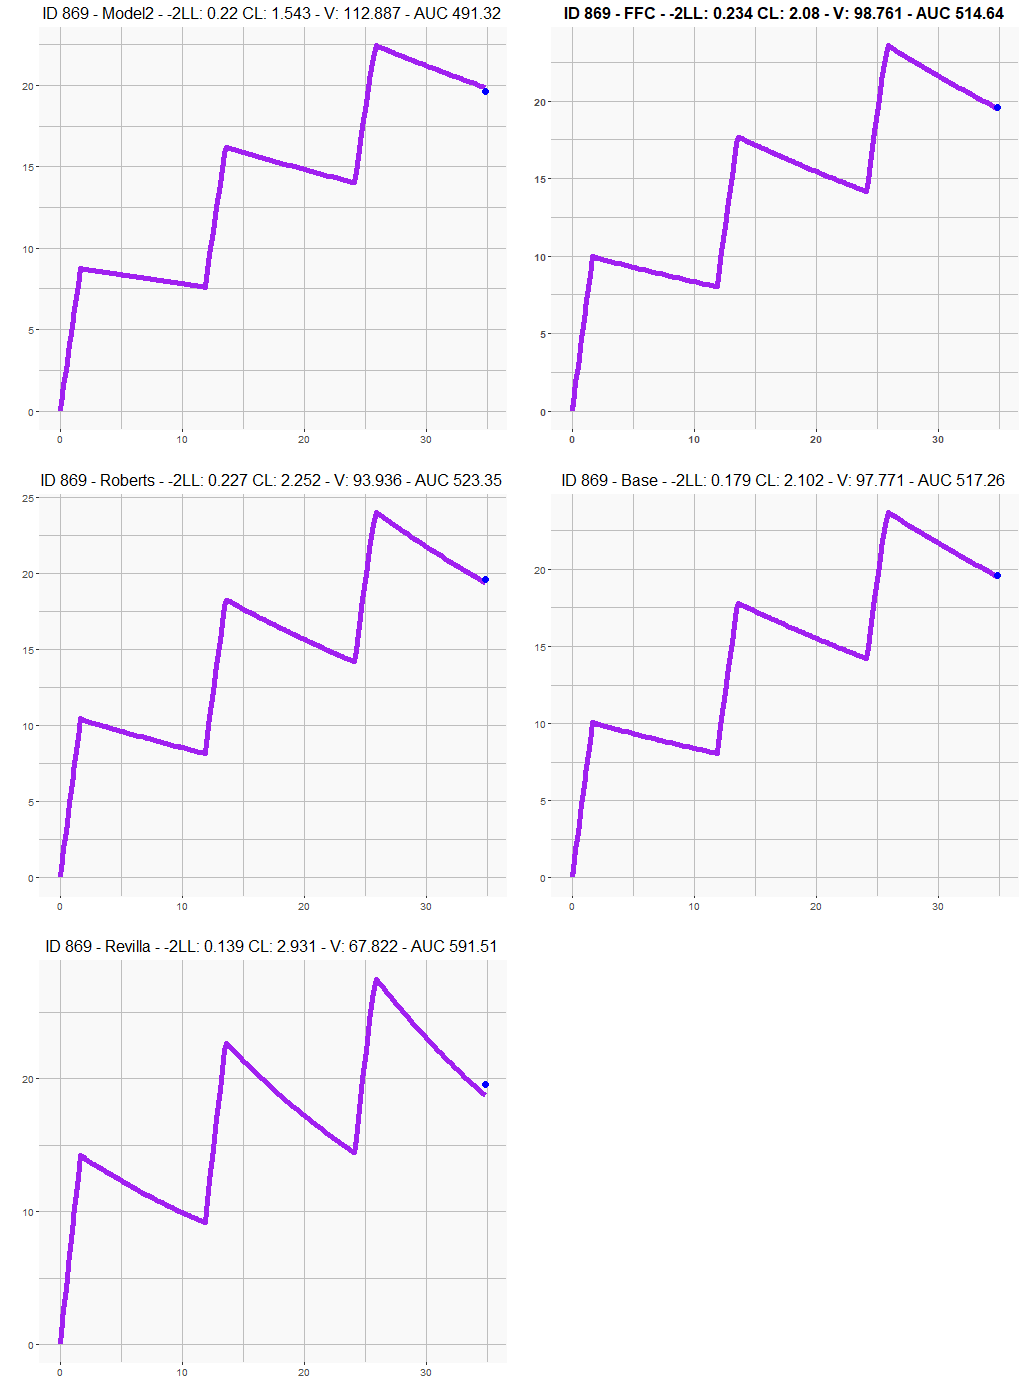 ID 869 - Model2 - -2LL: 0.22 CL: 1.543 - V: 112.887 - AUC 491.32
20
15
10
5
0
0 10 20 30
ID 869 - FFC - -2LL: 0.234 CL: 2.08 - V: 98.761 - AUC 514.64
20
15
10
5
0
0 10 20 30
ID 869 - Roberts - -2LL: 0.227 CL: 2.252 - V: 93.936 - AUC 523.35
25
20
15
10
5
0
0 10 20 30
ID 869 - Base - -2LL: 0.179 CL: 2.102 - V: 97.771 - AUC 517.26
20
15
10
5
0
0 10 20 30
ID 869 - Revilla - -2LL: 0.139 CL: 2.931 - V: 67.822 - AUC 591.51
20
10
0
0 10 20 30